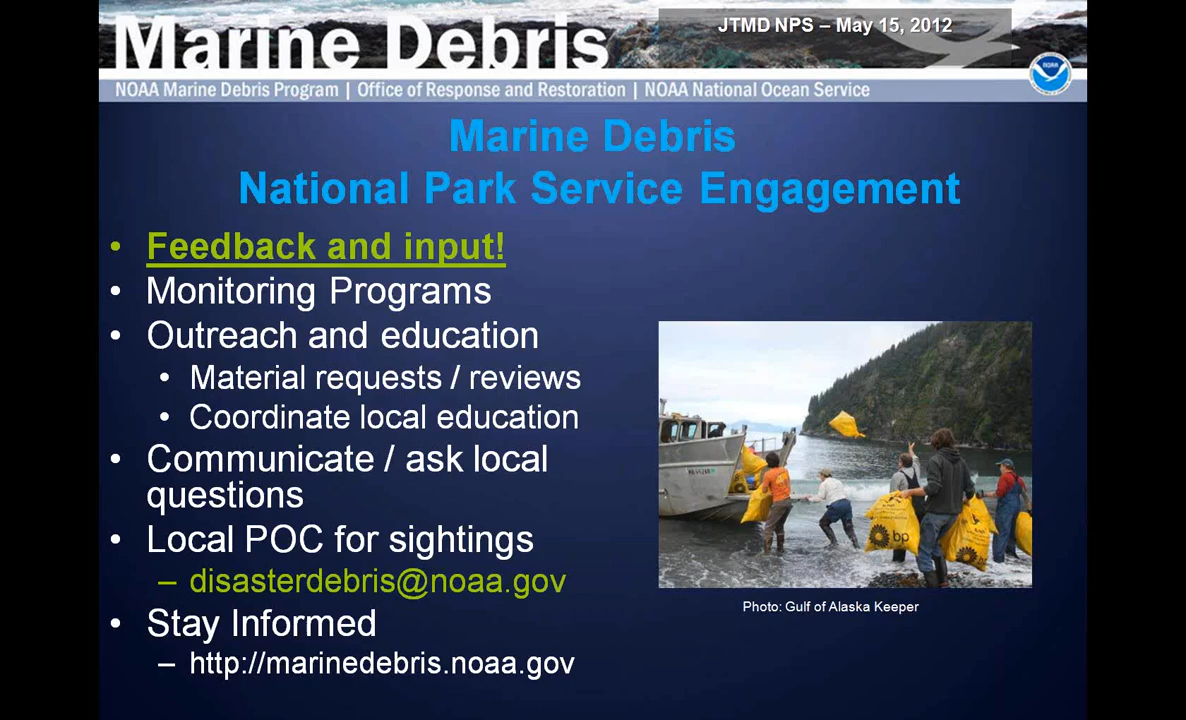 Marine Debris
JTMD NPS – May 15, 2012
NOAA
NOAA Marine Debris Program | Office of Response and Restoration | NOAA National Ocean Service
Marine Debris
National Park Service Engagement
• Feedback and input!
• Monitoring Programs
• Outreach and education
• Material requests / reviews
• Coordinate local education
• Communicate / ask local
questions
• Local POC for sightings
– disasterdebris@noaa.gov
• Stay Informed
– http://marinedebris.noaa.gov
bp
Photo: Gulf of Alaska Keeper